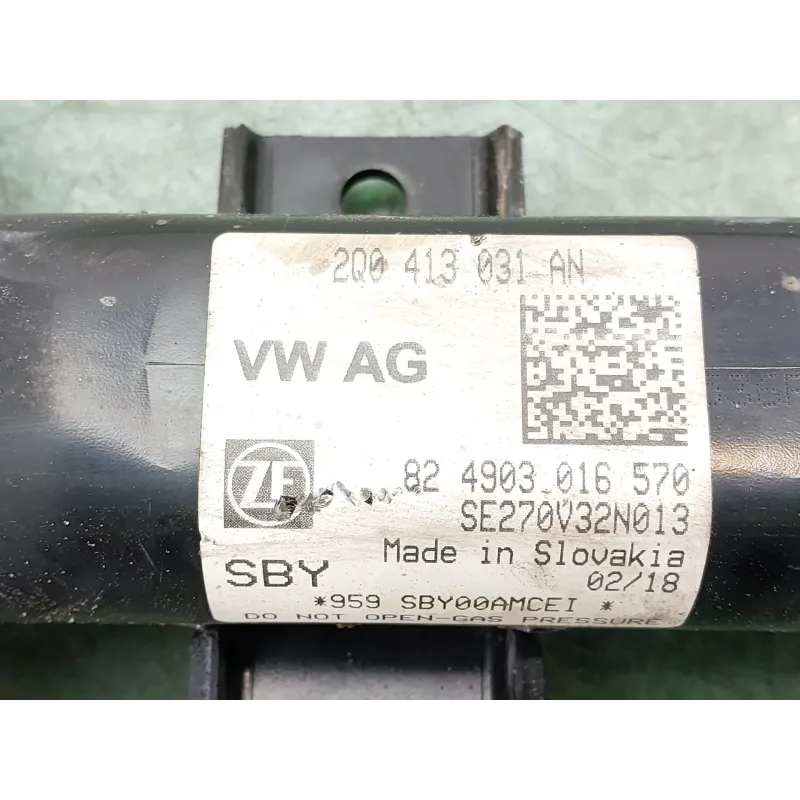 2Q0 413 031 AN
VW AG
ZF
82 4903 016 570
SE270V32N013
Made in Slovakia
SBY
02/18
*959 SBY00AMCEI *
DO NOT OPEN-GAS PRESSURE